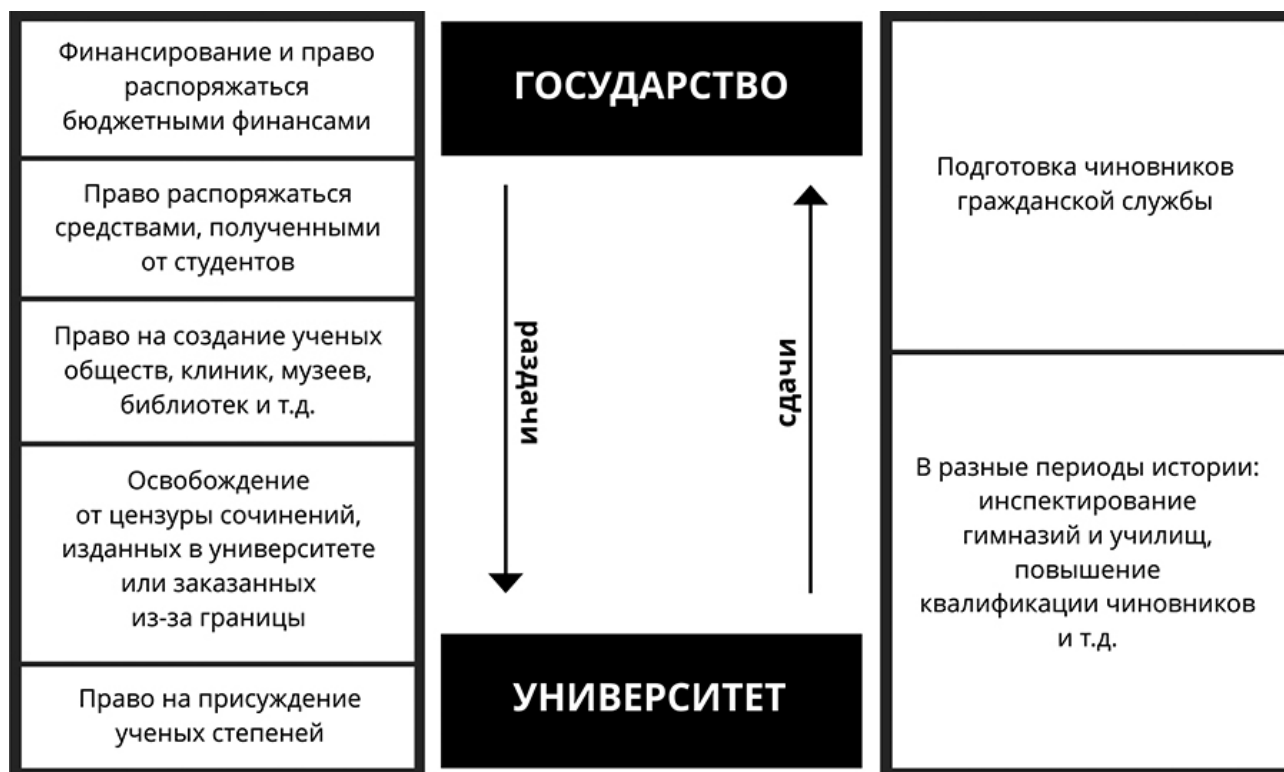 Финансирование и право
распоряжаться
бюджетными финансами
Право распоряжаться
средствами, полученными
от студентов
Право на создание ученых
обществ, клиник, музеев,
библиотек и т.д.
Освобождение
от цензуры сочинений,
изданных в университете
или заказанных
из-за границы
Право на присуждение
ученых степеней
ГОСУДАРСТВО
раздачи
сдачи
УНИВЕРСИТЕТ
Подготовка чиновников
гражданской службы
В разные периоды истории:
инспектирование
гимназий и училищ,
повышение
квалификации чиновников
и т.д.